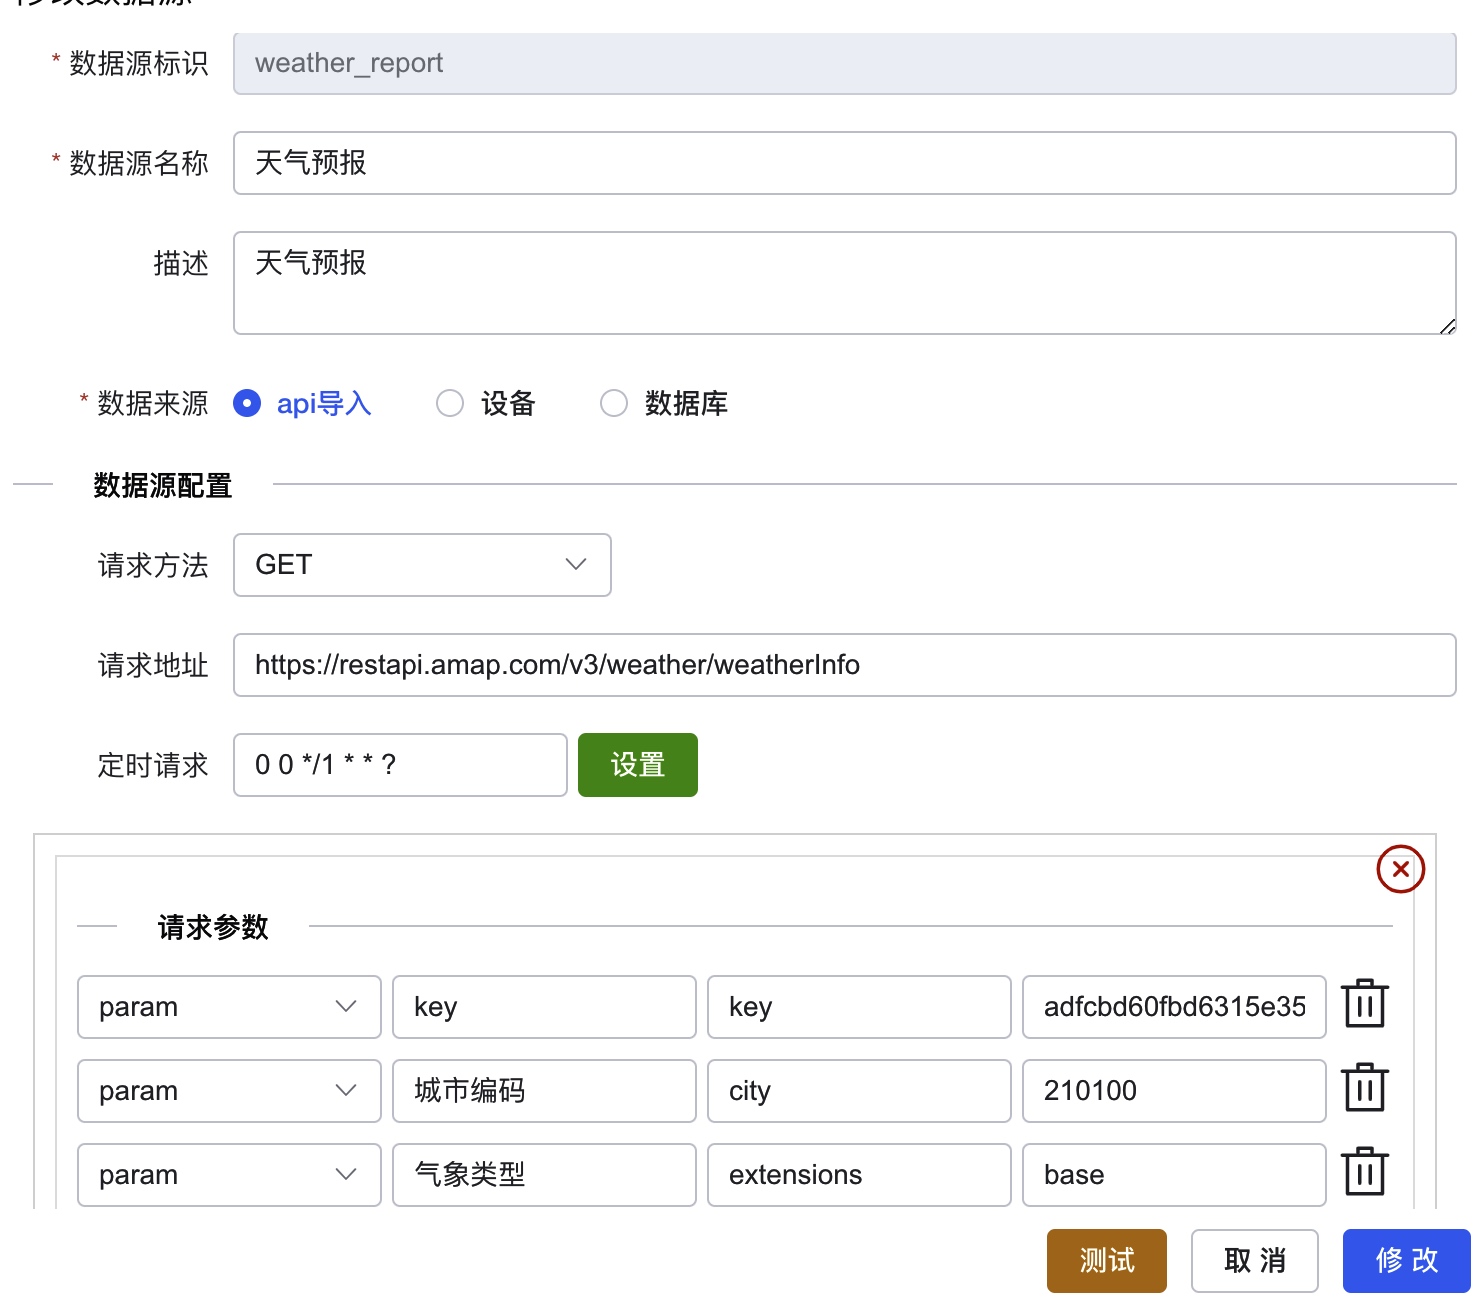 * 数据源标识 weather_report
* 数据源名称 天气预报
描述 天气预报
* 数据来源 api导入 设备 数据库
数据源配置
请求方法 GET
请求地址 https://restapi.amap.com/v3/weather/weatherInfo
定时请求 0 0 */1 * * ? 设置
请求参数
param key key adfcbd60fbd6315e35
param 城市编码 city 210100
param 气象类型 extensions base
测试 取 消 修 改